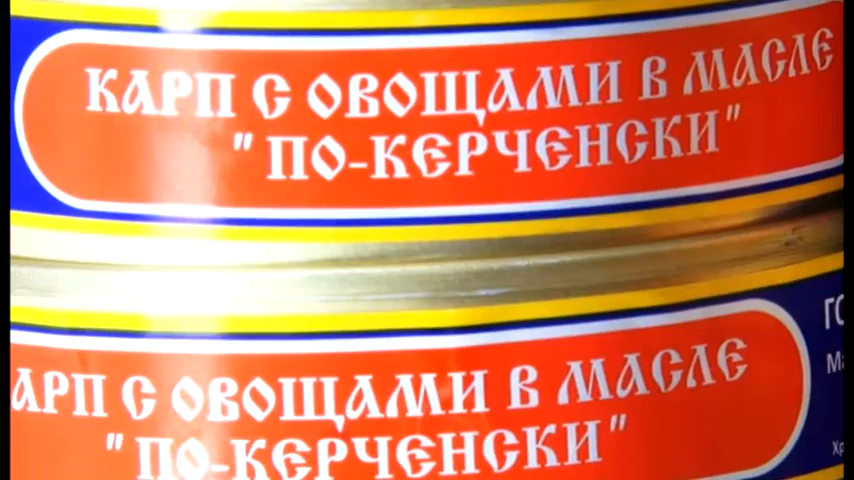 КАРП С ОВОЩАМИ В МАСЛЕ
"ПО-КЕРЧЕНСКИ"
АРП С ОВОЩАМИ В МАСЛЕ
"ПО-КЕРЧЕНСКИ"